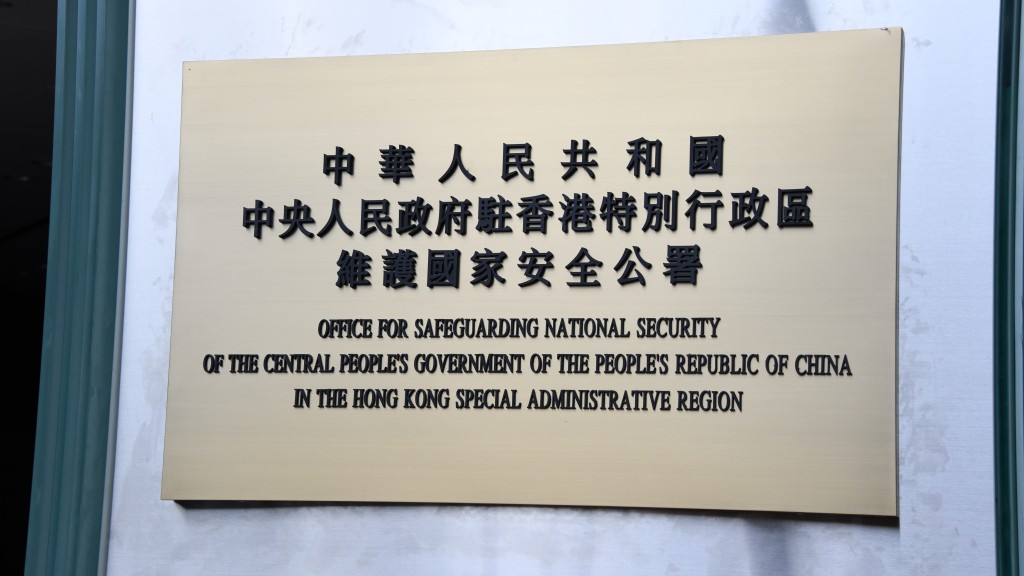 中華人民共和國
中央人民政府駐香港特別行政區
維護國家安全公署
OFFICE FOR SAFEGUARDING NATIONAL SECURITY
OF THE CENTRAL PEOPLE'S GOVERNMENT OF THE PEOPLE'S REPUBLIC OF CHINA
IN THE HONG KONG SPECIAL ADMINISTRATIVE REGION